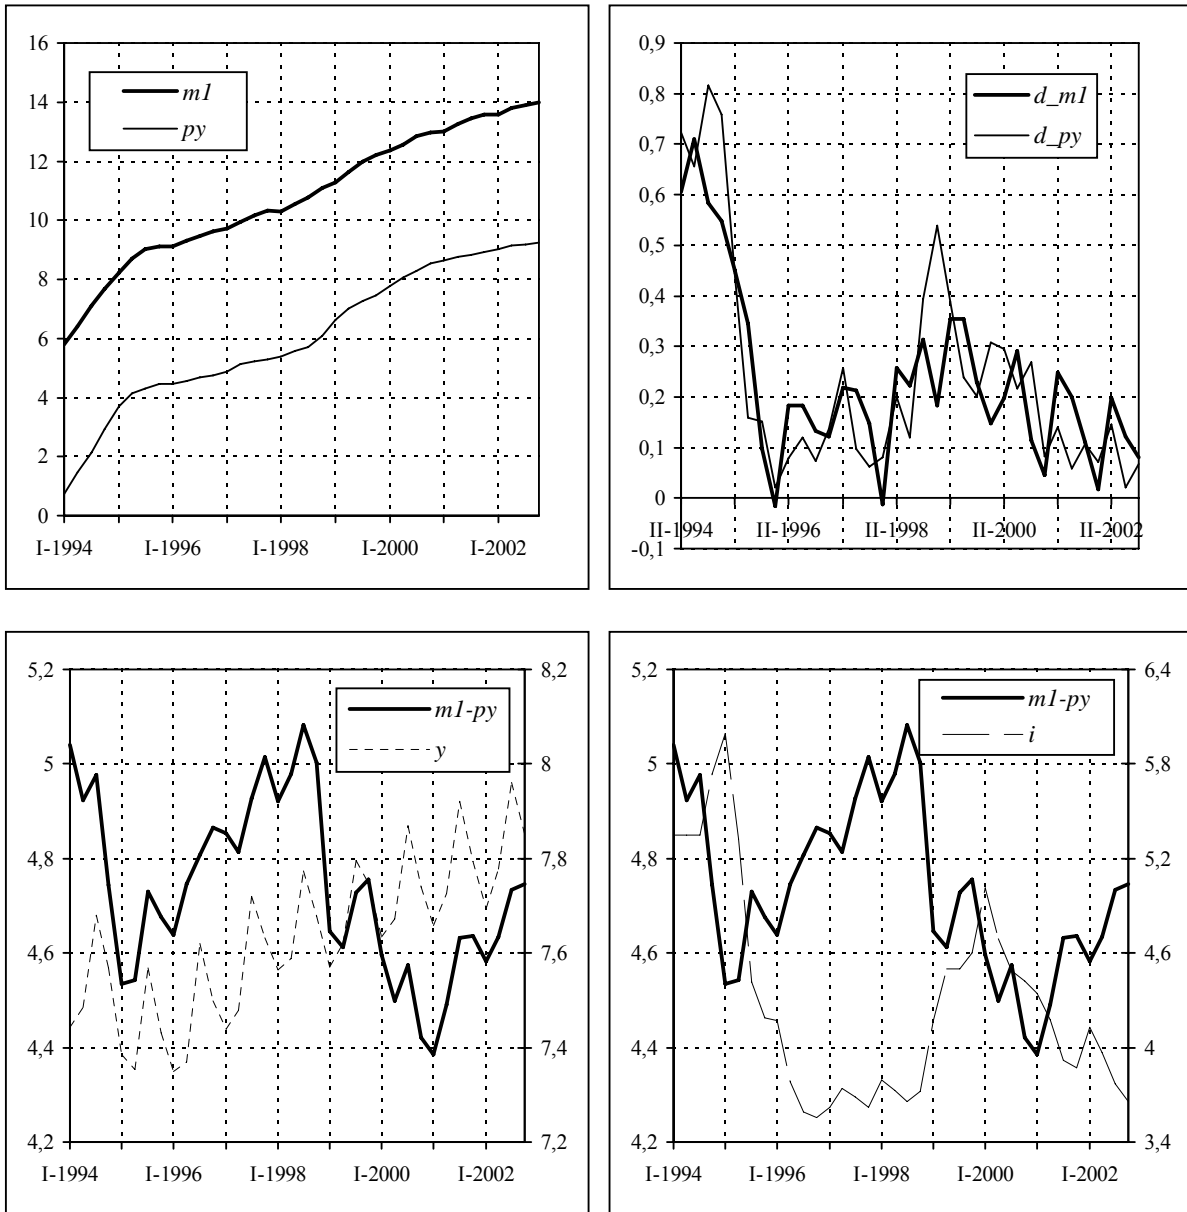 16
14
12
10
8
6
4
2
0
m1
py
I-1994
I-1996
I-1998
I-2000
I-2002
0,9
0,8
0,7
0,6
0,5
0,4
0,3
0,2
0,1
0
-0,1
d_m1
d_py
II-1994
II-1996
II-1998
II-2000
II-2002
5,2
5
4,8
4,6
4,4
4,2
m1-py
y
8,2
8
7,8
7,6
7,4
7,2
I-1994
I-1996
I-1998
I-2000
I-2002
5,2
5
4,8
4,6
4,4
4,2
m1-py
i
6,4
5,8
5,2
4,6
4
3,4
I-1994
I-1996
I-1998
I-2000
I-2002